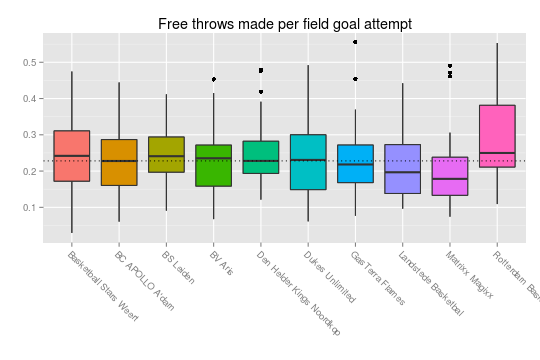 Free throws made per field goal attempt
0.5
0.4
0.3
0.2
0.1
Basketball Stars Weert
BC APOLLO A'dam
BS Leiden
BV Aris
Den Helder Kings Noordkop
Dukes Unlimited
GasTerra Flames
Landstede Basketbal
Matrixx Magixx
Rotterdam Bas